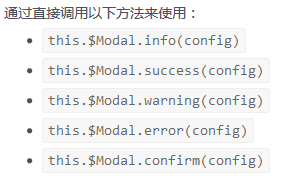 通过直接调用以下方法来使用：
this.$Modal.info(config)
this.$Modal.success(config)
this.$Modal.warning(config)
this.$Modal.error(config)
this.$Modal.confirm(config)